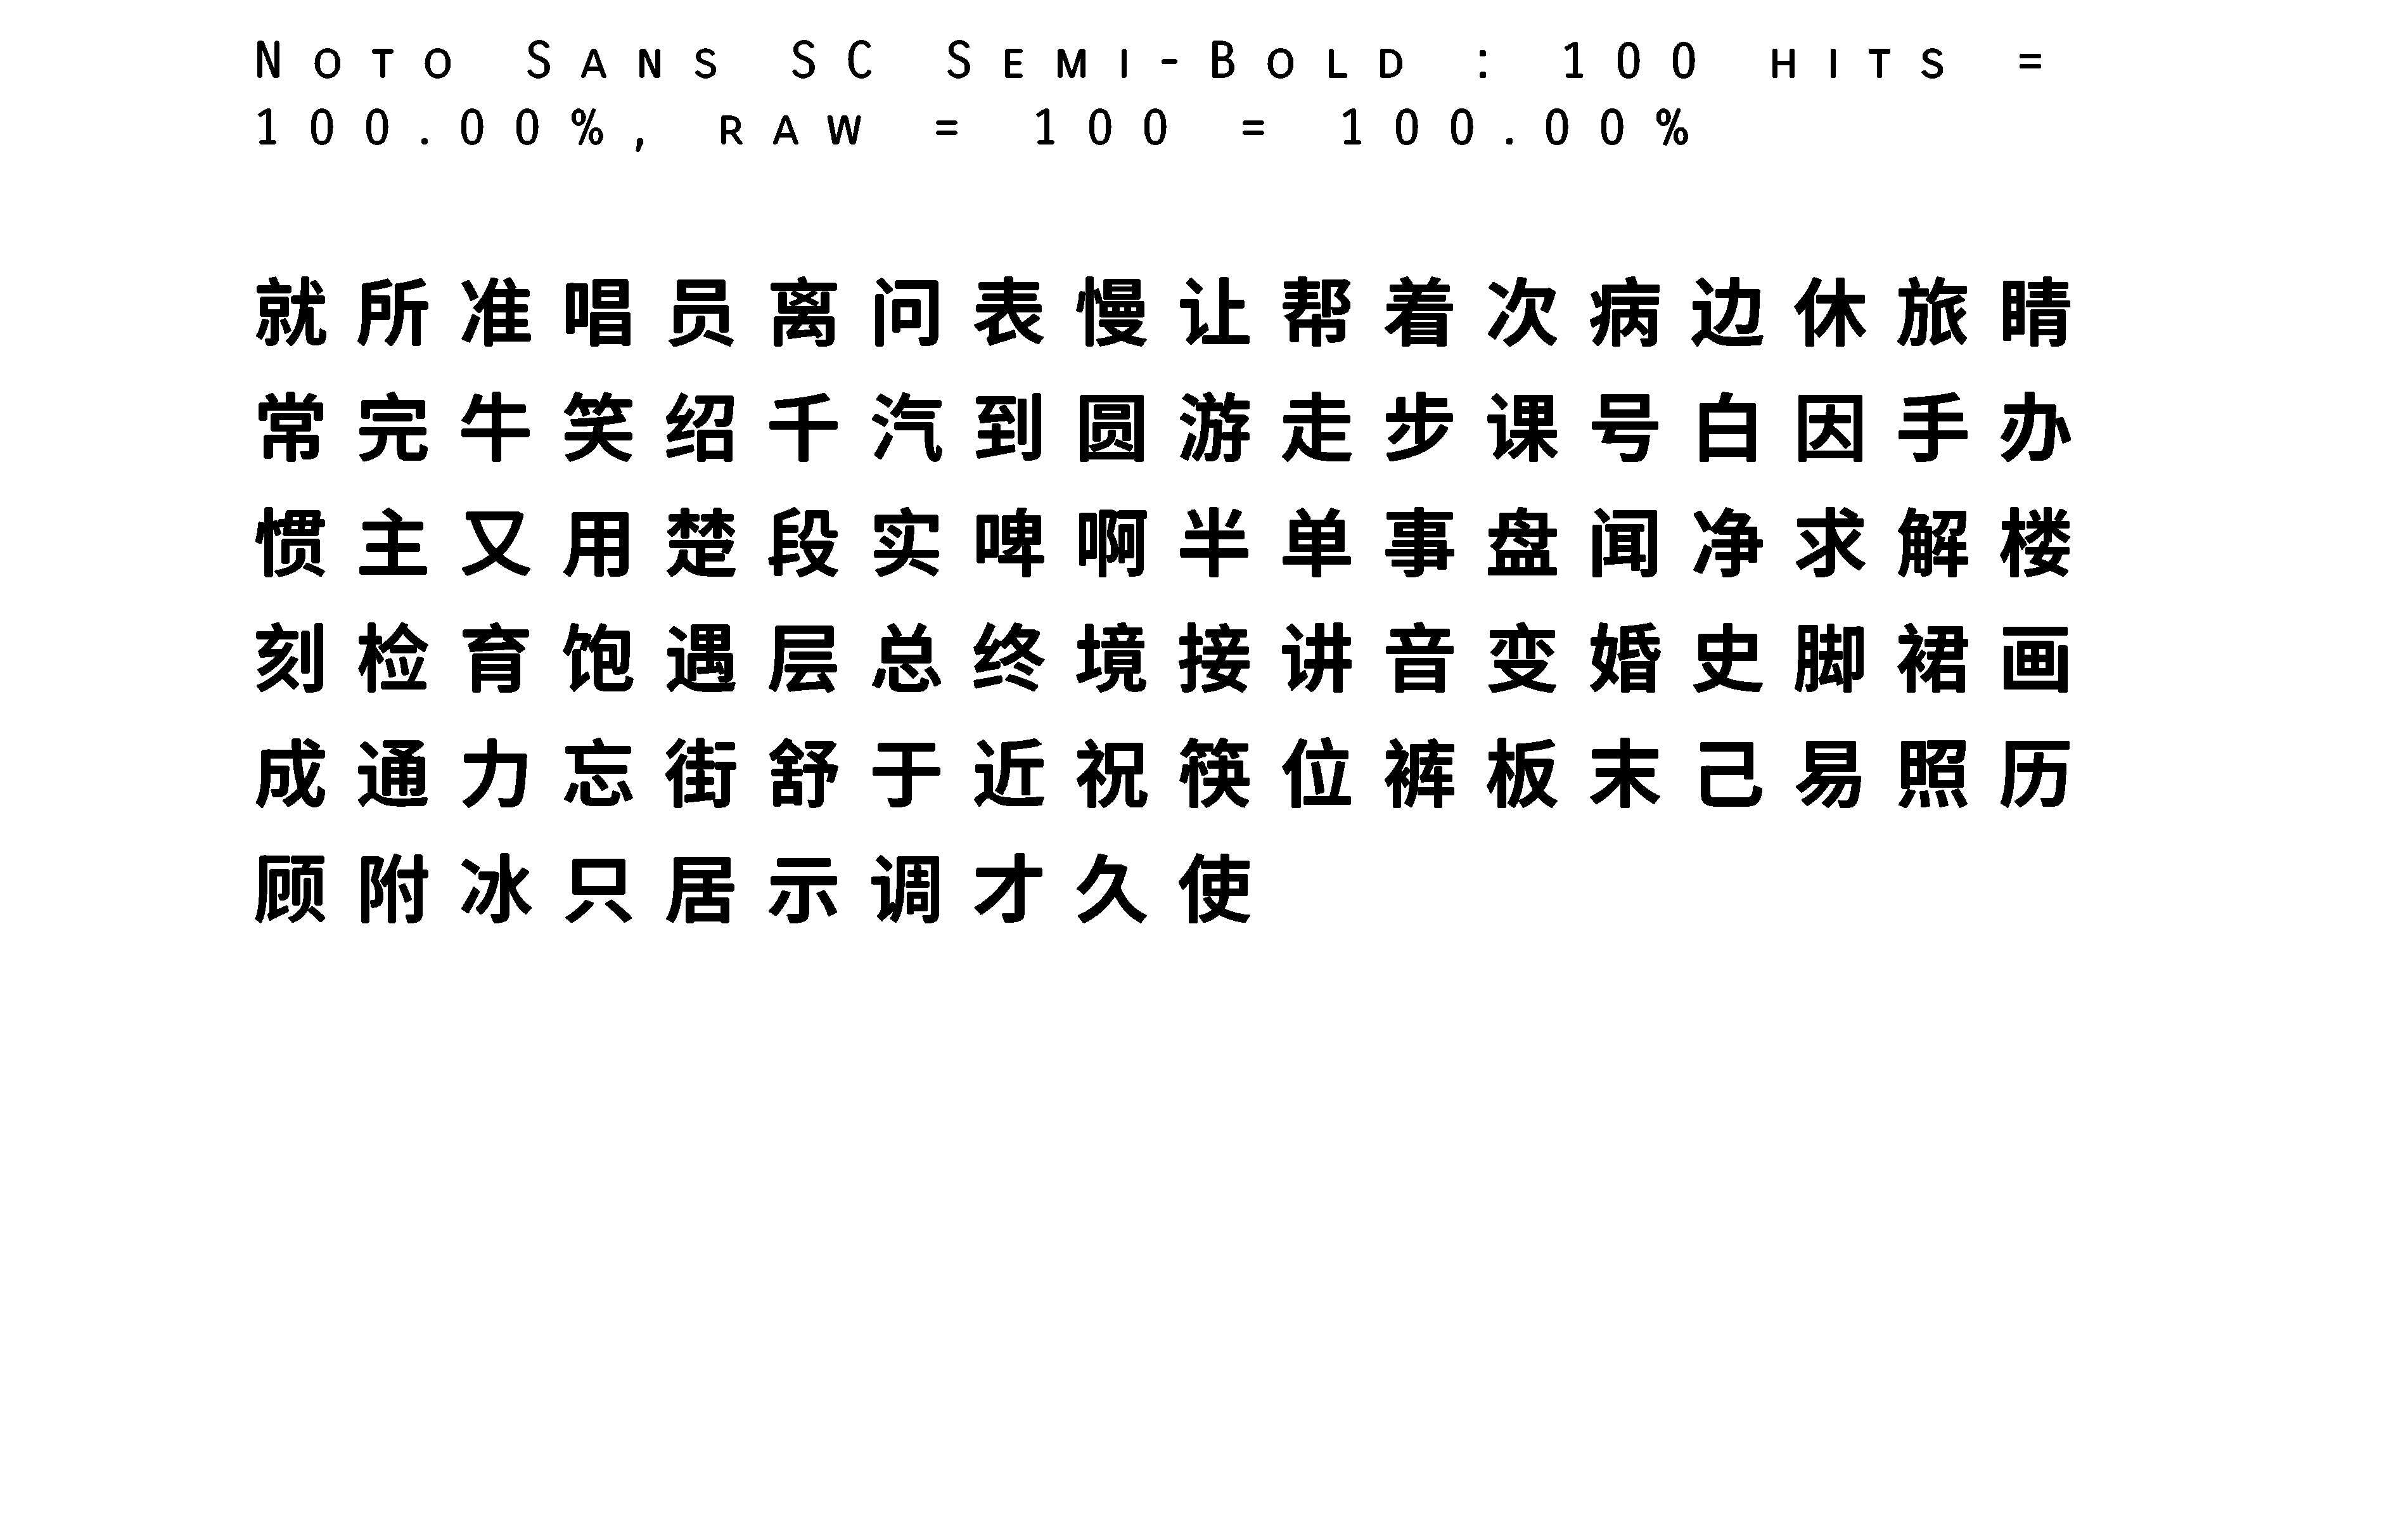 Noto Sans SC Semi-Bold : 100 hits =
100.00%, raw = 100 = 100.00%
就所准唱员离问表慢让帮着次病边休旅睛
常完牛笑绍千汽到圆游走步课号白因手办
惯主又用楚段实啤啊半单事盘闻净求解楼
刻检育饱遇层总终境接讲音变婚史脚裙画
成通力忘街舒于近祝筷位裤板末己易照历
顾附冰只居示调才久使